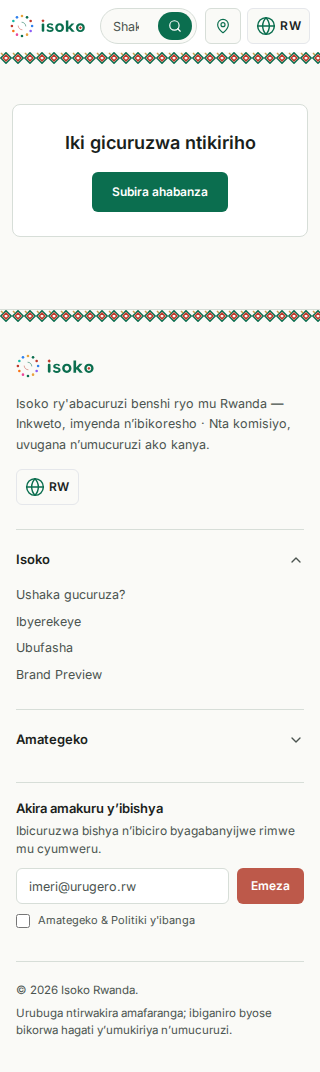 isoko
Shak
RW
Iki gicuruzwa ntikiriho
Subira ahabanza
isoko
Isoko ry'abacuruzi benshi ryo mu Rwanda —
Inkweto, imyenda n’ibikoresho · Nta komisiyo,
uvugana n’umucuruzi ako kanya.
RW
Isoko
Ushaka gucuruza?
Ibyerekeye
Ubufasha
Brand Preview
Amategeko
Akira amakuru y’ibishya
Ibicuruzwa bishya n’ibiciro byagabanyijwe rimwe
mu cyumweru.
imeri@urugero.rw
Emeza
Amategeko & Politiki y’ibanga
© 2026 Isoko Rwanda.
Urubuga ntirwakira amafaranga; ibiganiro byose
bikorwa hagati y’umukiriya n’umucuruzi.